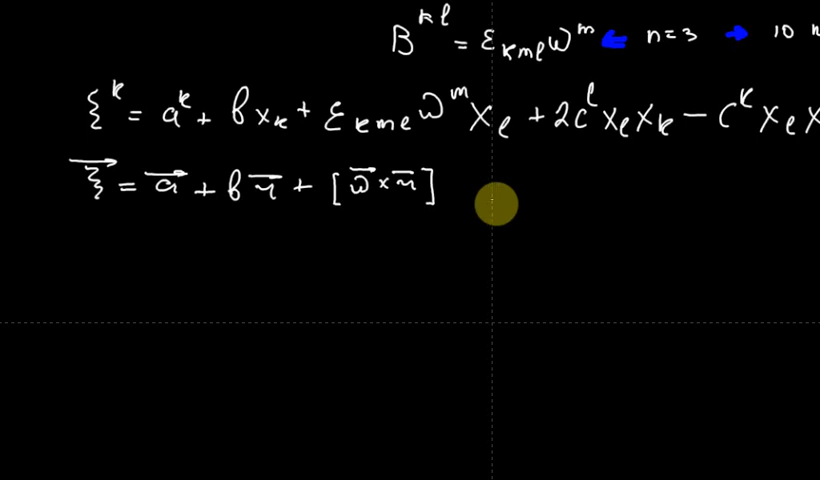 B^{kl} = ε_{kml} ω^m ← n=3 → 10
ξ^k = a^k + b x_k + ε_{kml} ω^m x_l + 2c^l x_l x_k − c^k x_l x
ξ⃗ = a⃗ + b r⃗ + [ω⃗ × r⃗]